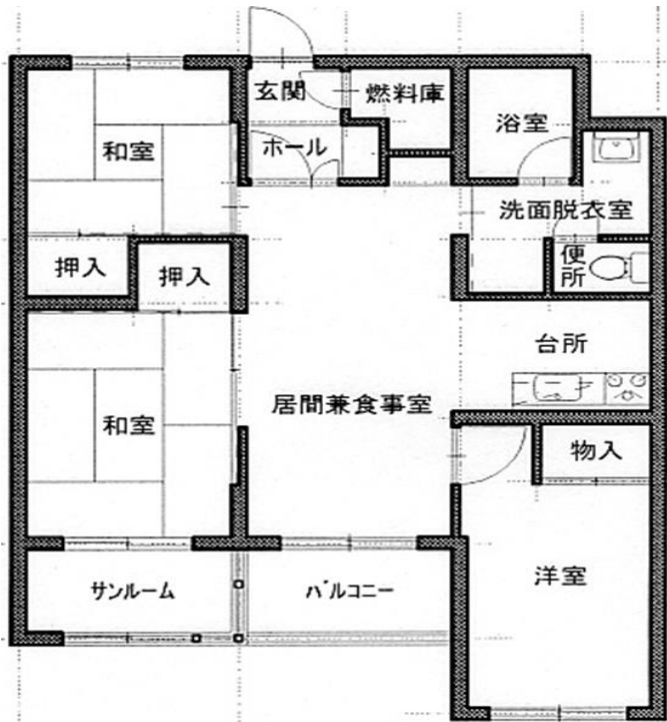 玄関
燃料庫
浴室
和室
ホール
洗面脱衣室
押入
押入
便
所
台所
居間兼食事室
和室
物入
サンルーム
バルコニー
洋室